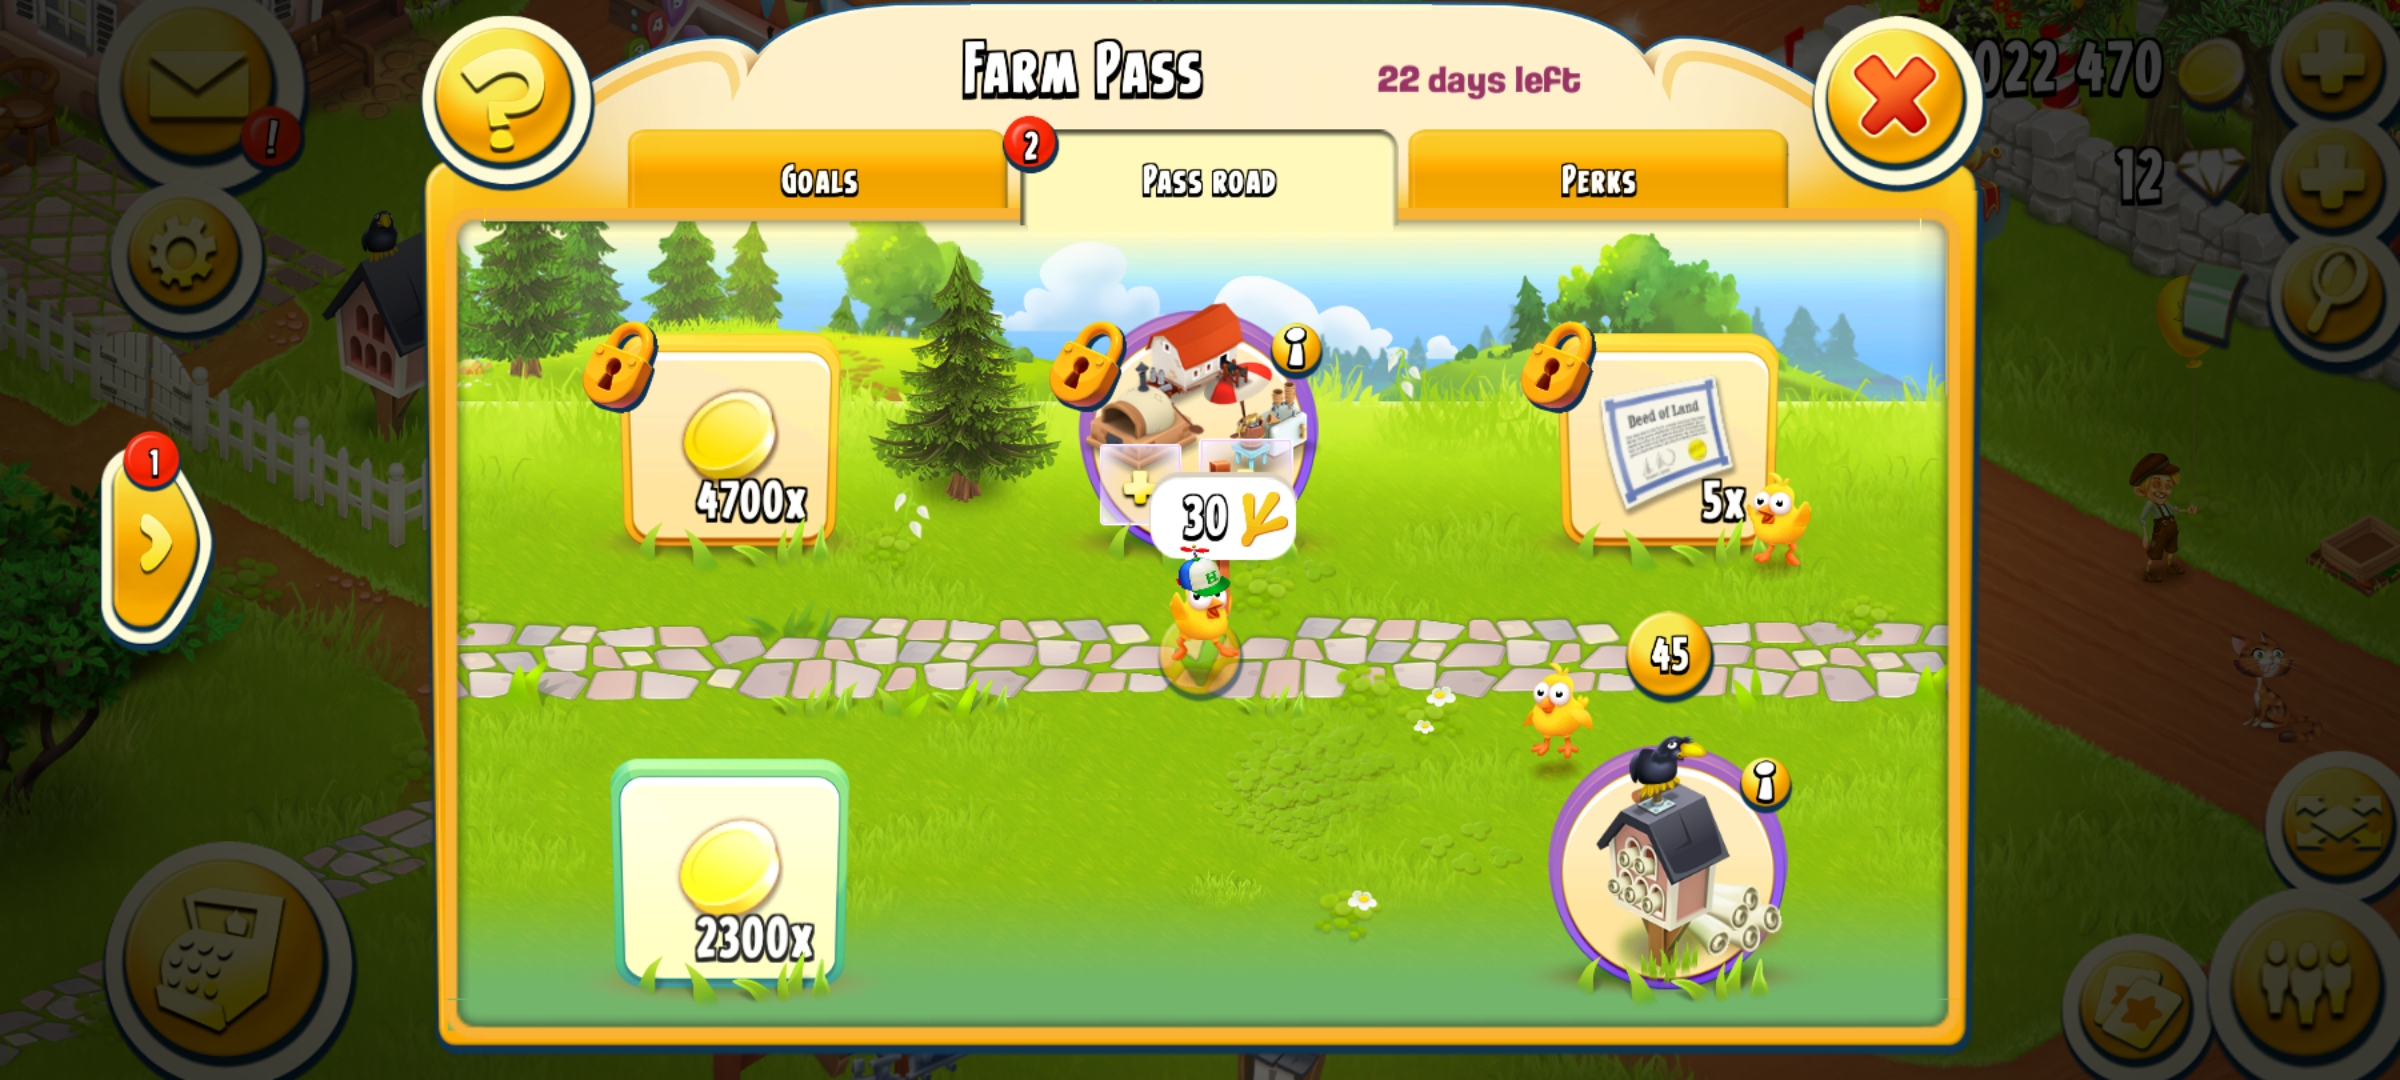 FARM PASS
22 days left
022 470
12
!
GOALS
2
PASS ROAD
PERKS
1
4700x
30
Deed of Land
5x
H
45
2300x